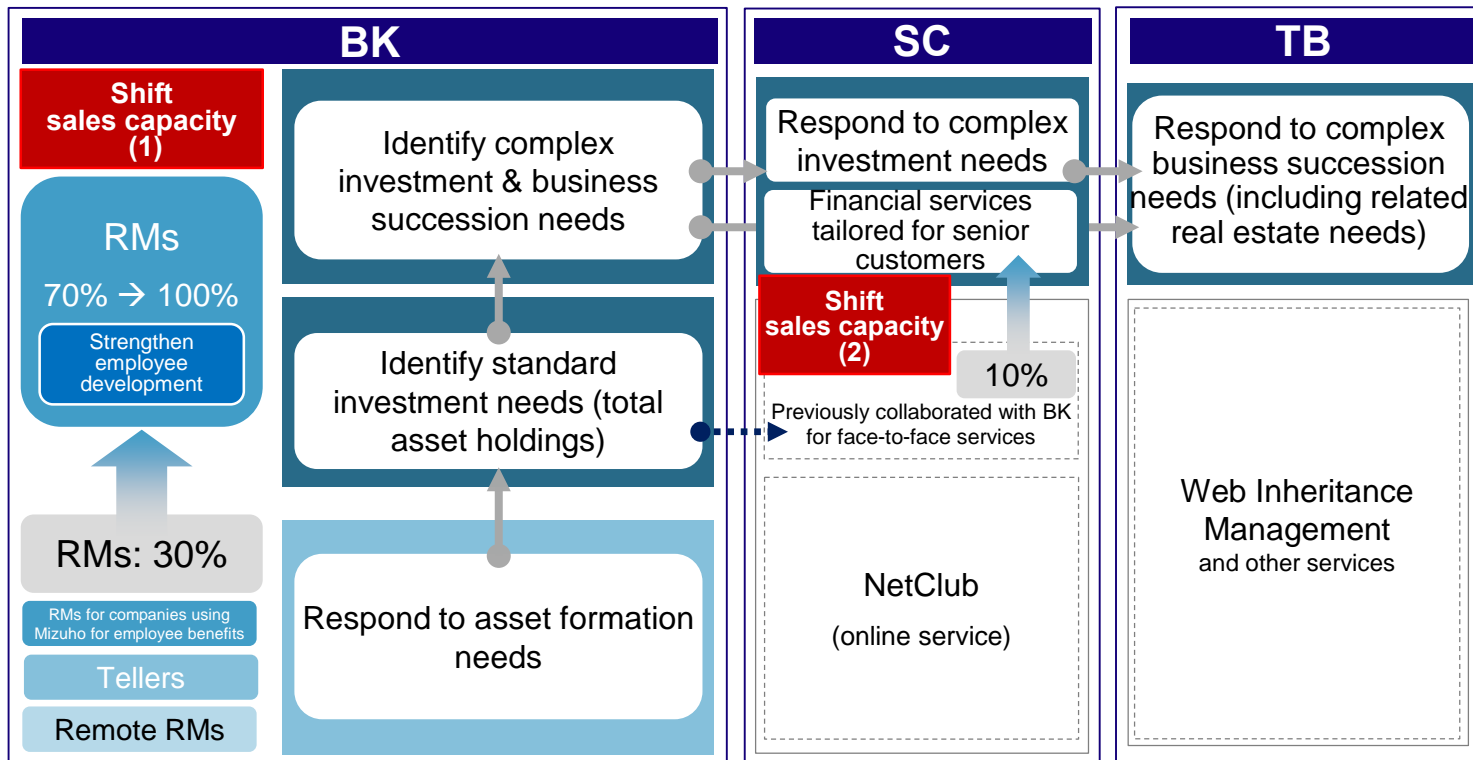 BK
Shift
sales capacity
(1)
RMs
70% → 100%
Strengthen
employee
development
RMs: 30%
RMs for companies using
Mizuho for employee benefits
Tellers
Remote RMs
Identify complex
investment & business
succession needs
Identify standard
investment needs (total
asset holdings)
Respond to asset formation
needs
SC
Respond to complex
investment needs
Financial services
tailored for senior
customers
Shift
sales capacity
(2)
10%
Previously collaborated with BK
for face-to-face services
NetClub
(online service)
TB
Respond to complex
business succession
needs (including related
real estate needs)
Web Inheritance
Management
and other services